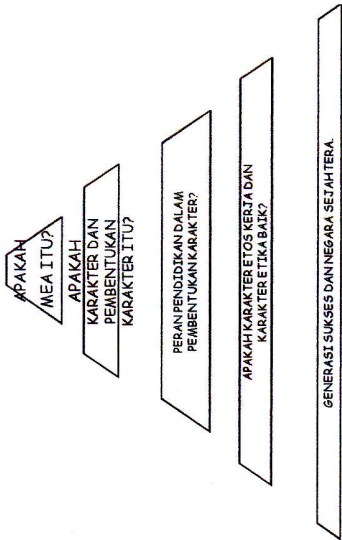 APAKAH
MEA ITU?
APAKAH
KARAKTER DAN
PEMBENTUKAN
KARAKTER ITU?
PERAN PENDIDIKAN DALAM
PEMBENTUKAN KARAKTER?
APAKAH KARAKTER ETOS KERJA DAN
KARAKTER ETIKA BAIK?
GENERASI SUKSES DAN NEGARA SEJAHTERA.